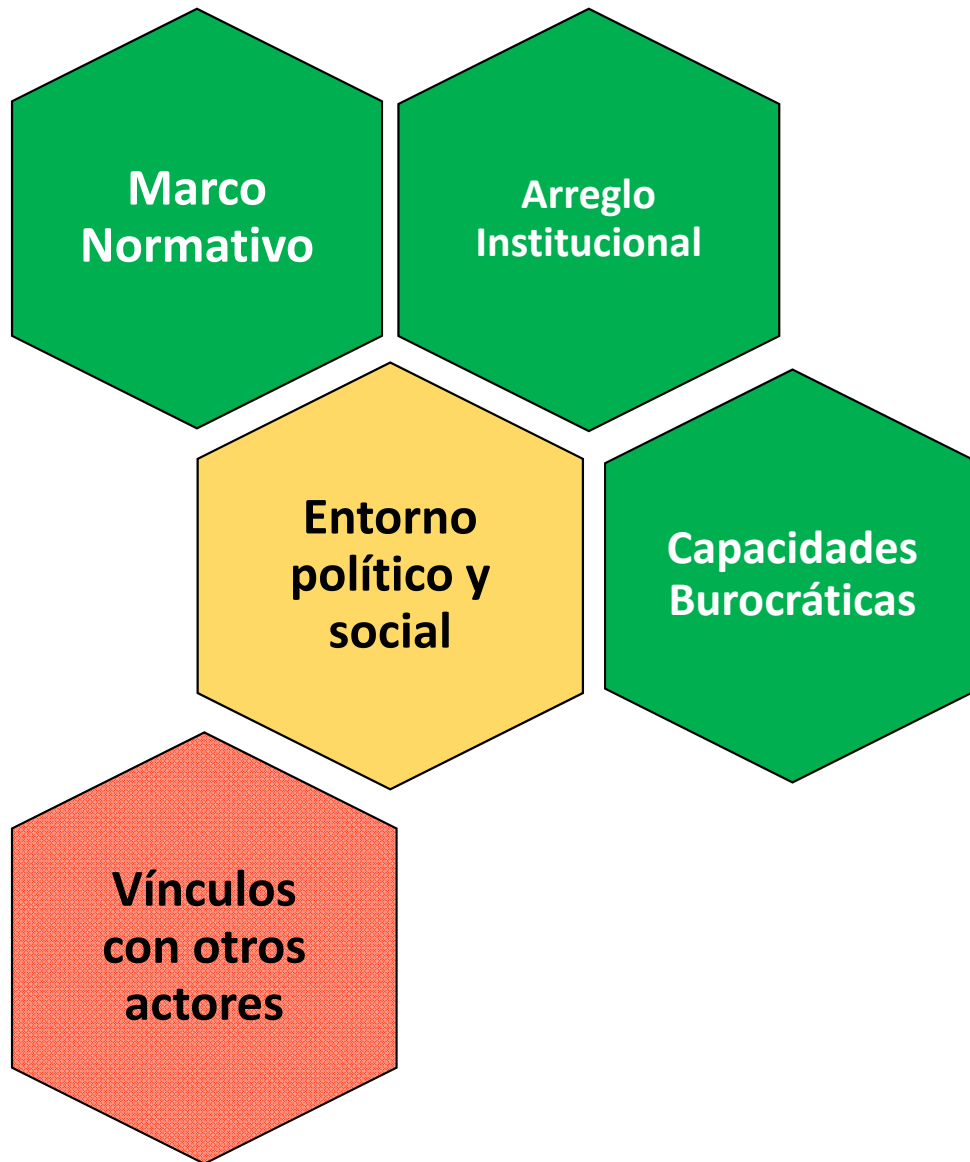 Marco
Normativo
Arreglo
Institucional
Entorno
político y
social
Capacidades
Burocráticas
Vínculos
con otros
actores